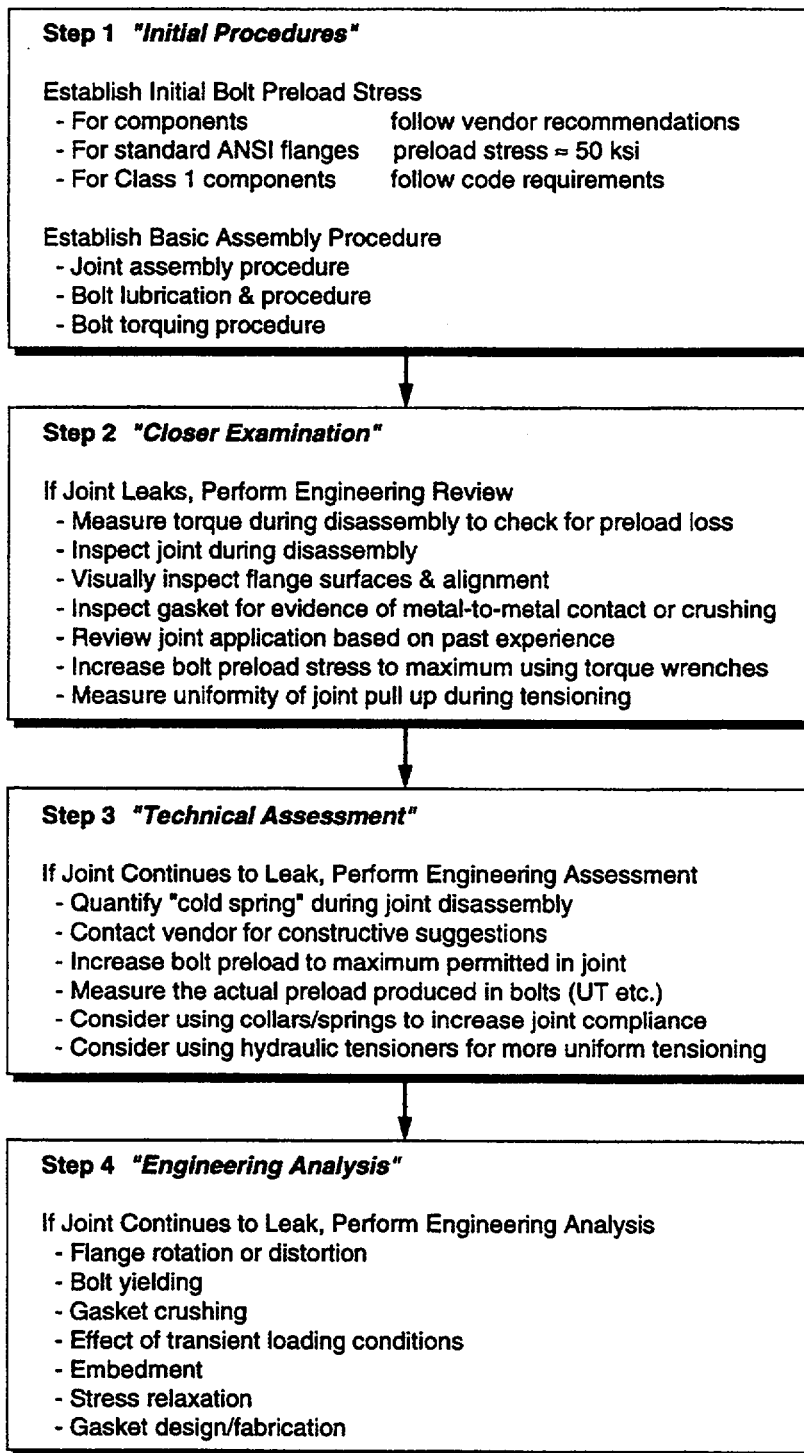 Step 1 "Initial Procedures"
Establish Initial Bolt Preload Stress
- For components follow vendor recommendations
- For standard ANSI flanges preload stress ≈ 50 ksi
- For Class 1 components follow code requirements
Establish Basic Assembly Procedure
- Joint assembly procedure
- Bolt lubrication & procedure
- Bolt torquing procedure
Step 2 "Closer Examination"
If Joint Leaks, Perform Engineering Review
- Measure torque during disassembly to check for preload loss
- Inspect joint during disassembly
- Visually inspect flange surfaces & alignment
- Inspect gasket for evidence of metal-to-metal contact or crushing
- Review joint application based on past experience
- Increase bolt preload stress to maximum using torque wrenches
- Measure uniformity of joint pull up during tensioning
Step 3 "Technical Assessment"
If Joint Continues to Leak, Perform Engineering Assessment
- Quantify "cold spring" during joint disassembly
- Contact vendor for constructive suggestions
- Increase bolt preload to maximum permitted in joint
- Measure the actual preload produced in bolts (UT etc.)
- Consider using collars/springs to increase joint compliance
- Consider using hydraulic tensioners for more uniform tensioning
Step 4 "Engineering Analysis"
If Joint Continues to Leak, Perform Engineering Analysis
- Flange rotation or distortion
- Bolt yielding
- Gasket crushing
- Effect of transient loading conditions
- Embedment
- Stress relaxation
- Gasket design/fabrication